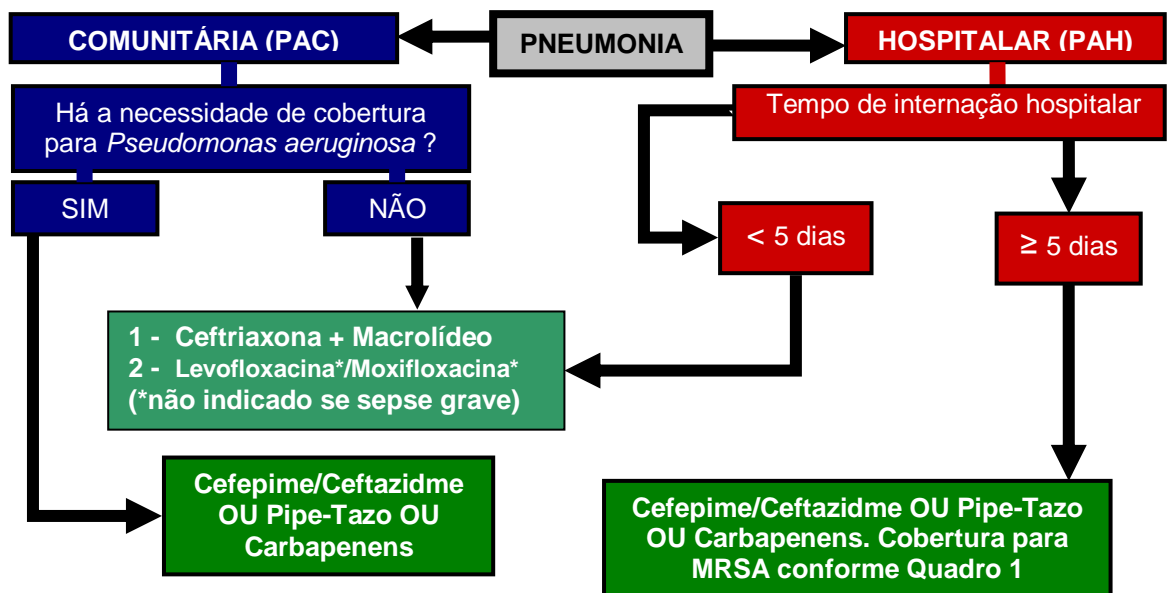 PNEUMONIA
COMUNITÁRIA (PAC)
Há a necessidade de cobertura
para Pseudomonas aeruginosa ?
SIM
NÃO
1 - Ceftriaxona + Macrolídeo
2 - Levofloxacina*/Moxifloxacina*
(*não indicado se sepse grave)
Cefepime/Ceftazidme
OU Pipe-Tazo OU
Carbapenens
HOSPITALAR (PAH)
Tempo de internação hospitalar
< 5 dias
≥ 5 dias
Cefepime/Ceftazidme OU Pipe-Tazo
OU Carbapenens. Cobertura para
MRSA conforme Quadro 1